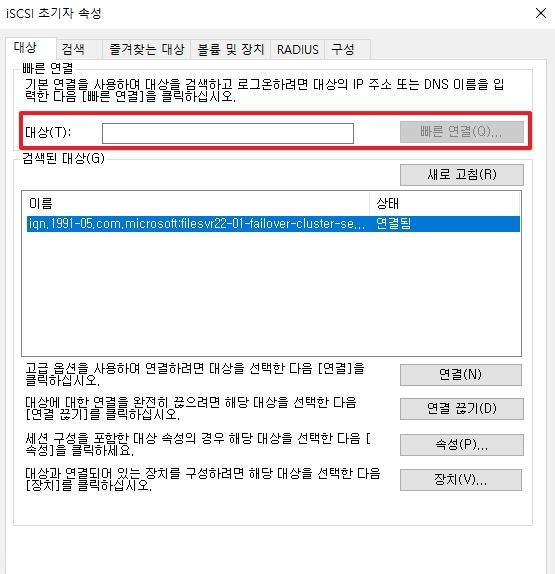 iSCSI 초기자 속성
대상 검색 즐겨찾는 대상 볼륨 및 장치 RADIUS 구성
빠른 연결
기본 연결을 사용하여 대상을 검색하고 로그온하려면 대상의 IP 주소 또는 DNS 이름을 입
력한 다음 [빠른 연결]을 클릭하십시오.
대상(T): 빠른 연결(Q)...
검색된 대상(G)
새로 고침(R)
이름 상태
iqn.1991-05.com.microsoft:filesvr22-01-failover-cluster-se... 연결됨
고급 옵션을 사용하여 연결하려면 대상을 선택한 다음 [연결]을
클릭하십시오.
연결(N)
대상에 대한 연결을 완전히 끊으려면 해당 대상을 선택한 다음
[연결 끊기]를 클릭하십시오.
연결 끊기(D)
세션 구성을 포함한 대상 속성의 경우 해당 대상을 선택한 다음 [
속성]을 클릭하세요.
속성(P)...
대상과 연결되어 있는 장치를 구성하려면 해당 대상을 선택한 다음
[장치]를 클릭하십시오.
장치(V)...